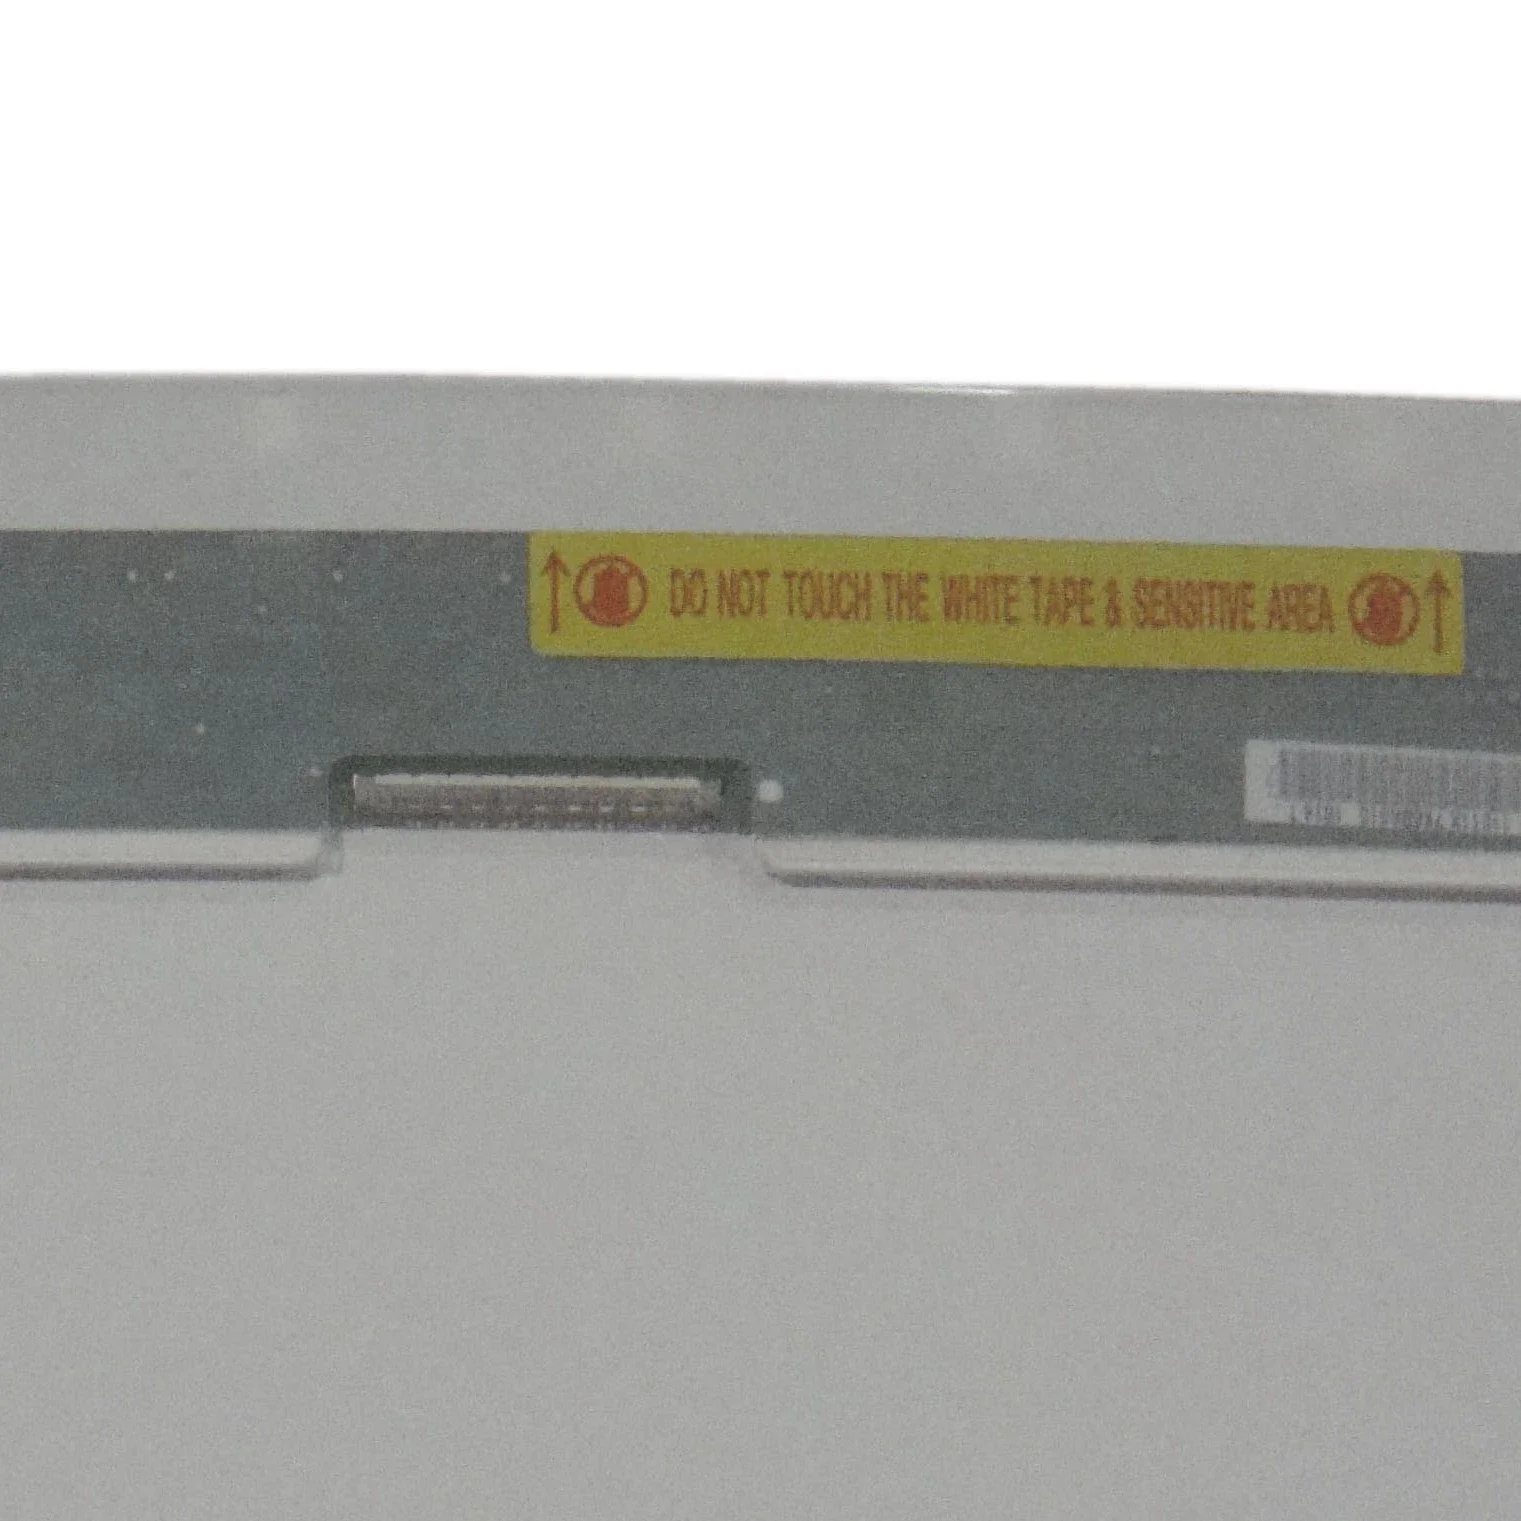 DO NOT TOUCH THE WHITE TAPE & SENSITIVE AREA